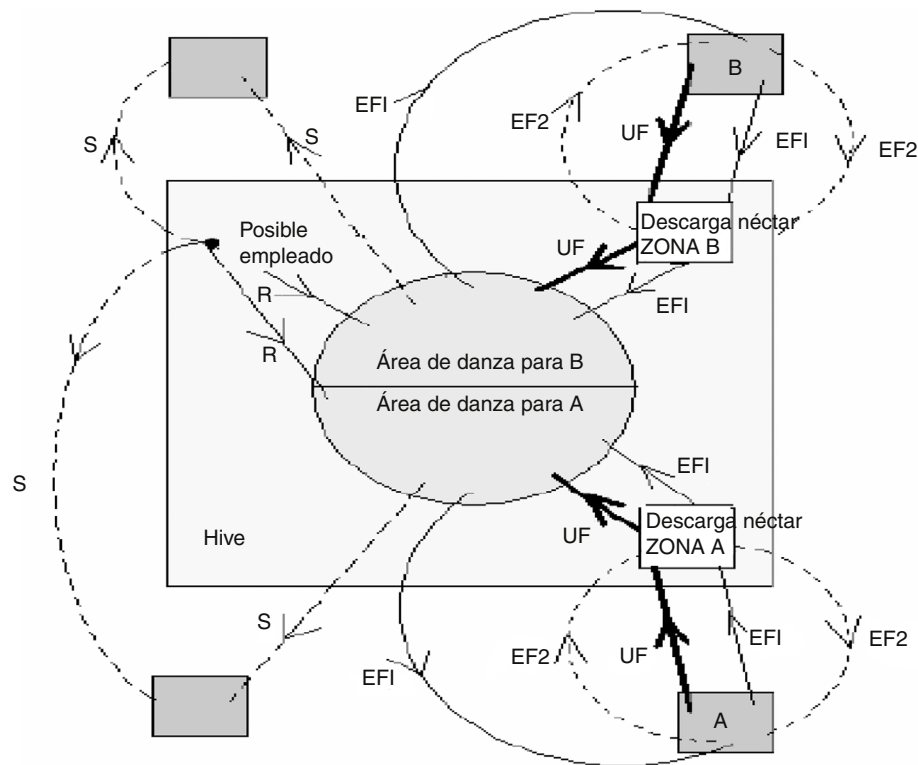 B
EFI
EF2
UF
EFI
EF2
S
S
Posible
empleado
Descarga néctar
ZONA B
UF
R
EFI
R
Área de danza para B
Área de danza para A
S
EFI
Hive
UF
Descarga néctar
ZONA A
S
EFI
EF2
UF
EFI
EF2
A